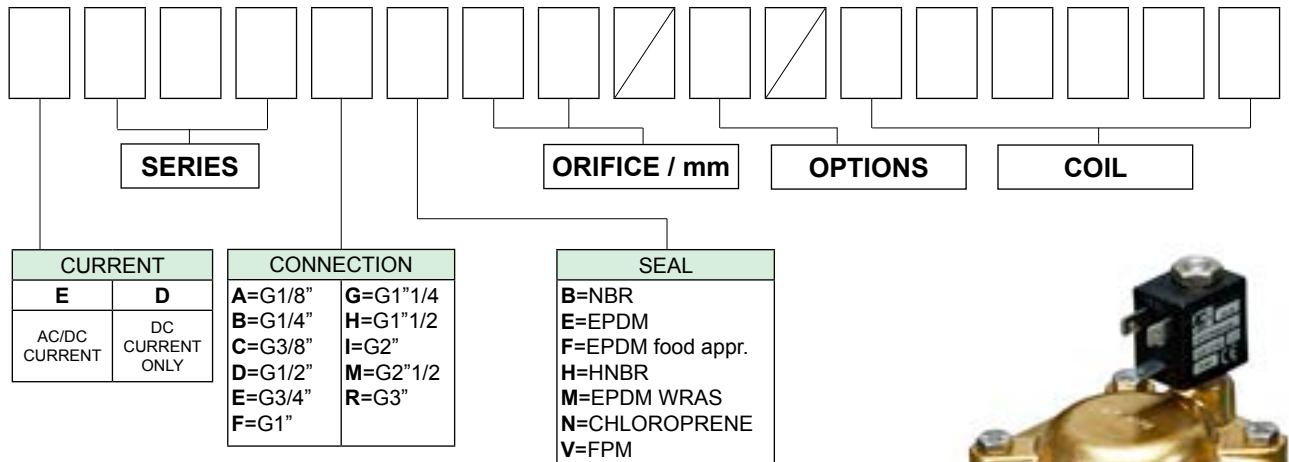 SERIES
ORIFICE / mm
OPTIONS
COIL
CURRENT
E D
AC/DC CURRENT
DC CURRENT ONLY
CONNECTION
A=G1/8” G=G1”1/4
B=G1/4” H=G1”1/2
C=G3/8” I=G2”
D=G1/2” M=G2”1/2
E=G3/4” R=G3”
F=G1”
SEAL
B=NBR
E=EPDM
F=EPDM food appr.
H=HNBR
M=EPDM WRAS
N=CHLOROPRENE
V=FPM